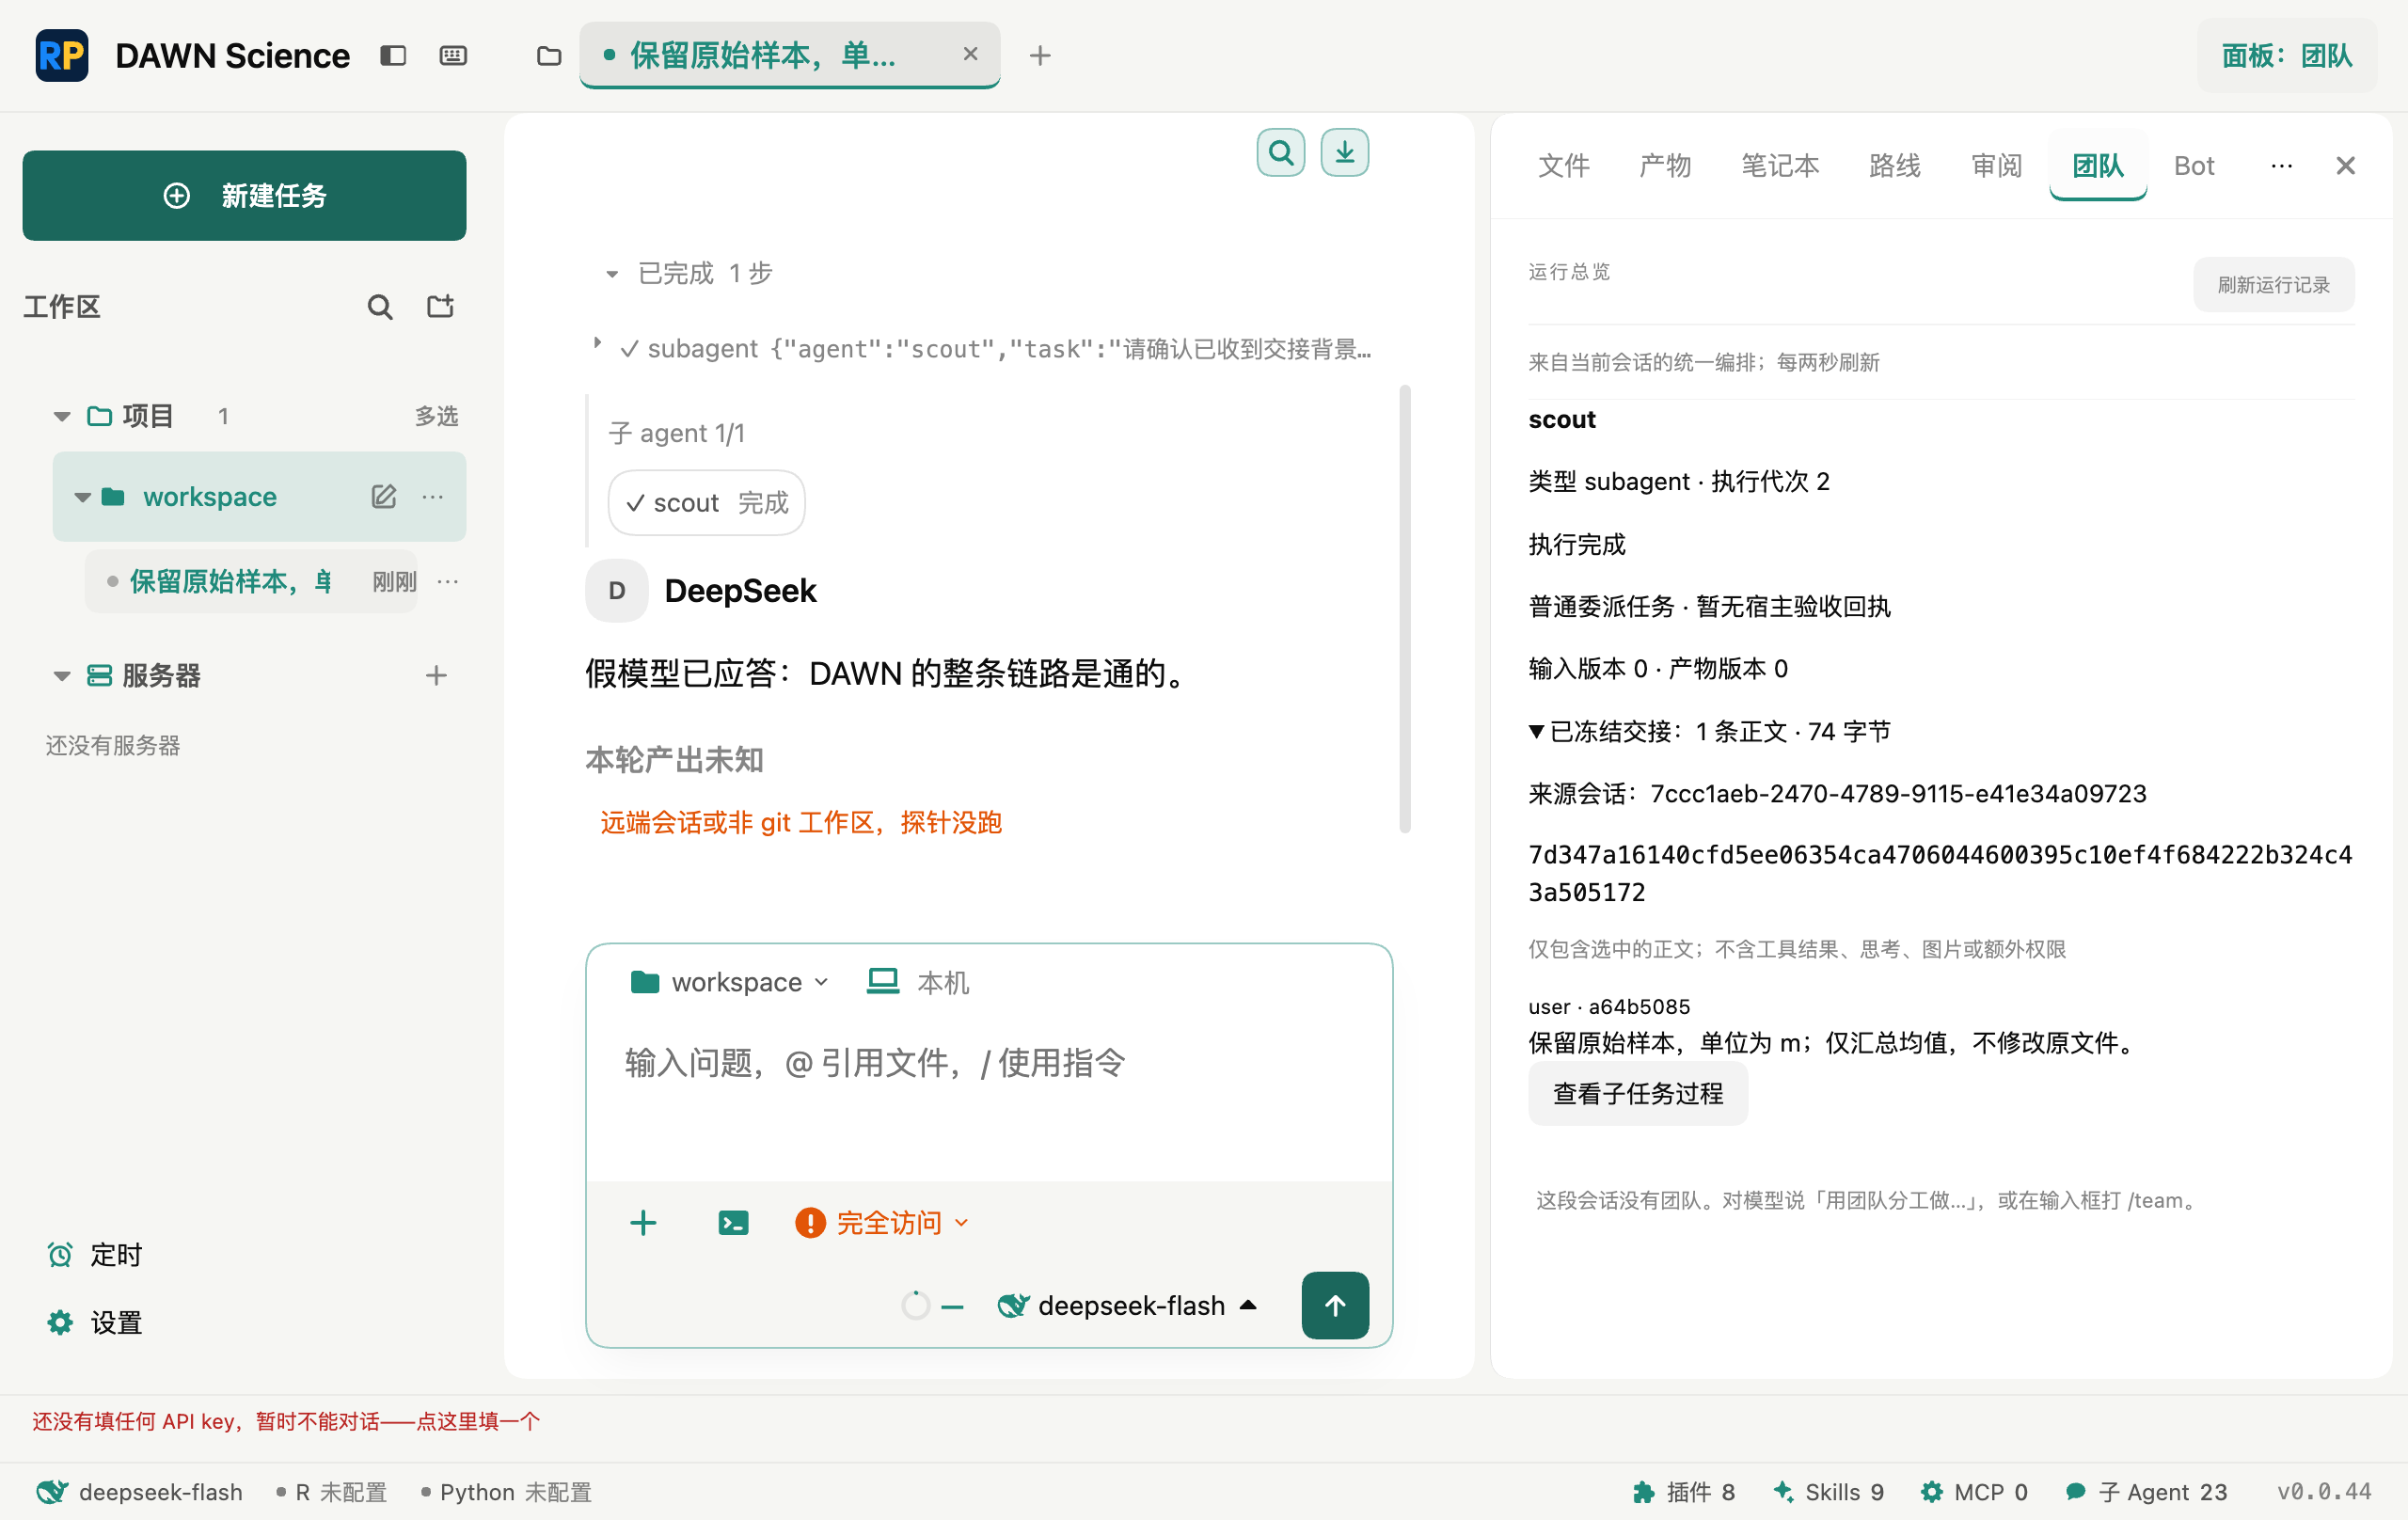 RP DAWN Science
保留原始样本，单...
面板：团队
新建任务
工作区
项目 1 多选
workspace
保留原始样本，单 刚刚
服务器
还没有服务器
定时
设置
已完成 1 步
subagent {"agent":"scout","task":"请确认已收到交接背景…
子 agent 1/1
scout 完成
D DeepSeek
假模型已应答：DAWN 的整条链路是通的。
本轮产出未知
远端会话或非 git 工作区，探针没跑
workspace 本机
输入问题，@ 引用文件，/ 使用指令
完全访问
deepseek-flash
文件 产物 笔记本 路线 审阅 团队 Bot
运行总览
刷新运行记录
来自当前会话的统一编排；每两秒刷新
scout
类型 subagent · 执行代次 2
执行完成
普通委派任务 · 暂无宿主验收回执
输入版本 0 · 产物版本 0
已冻结交接：1 条正文 · 74 字节
来源会话：7ccc1aeb-2470-4789-9115-e41e34a09723
7d347a16140cfd5ee06354ca4706044600395c10ef4f684222b324c4
3a505172
仅包含选中的正文；不含工具结果、思考、图片或额外权限
user · a64b5085
保留原始样本，单位为 m；仅汇总均值，不修改原文件。
查看子任务过程
这段会话没有团队。对模型说「用团队分工做…」，或在输入框打 /team。
还没有填任何 API key，暂时不能对话——点这里填一个
deepseek-flash R 未配置 Python 未配置
插件 8 Skills 9 MCP 0 子 Agent 23 v0.0.44